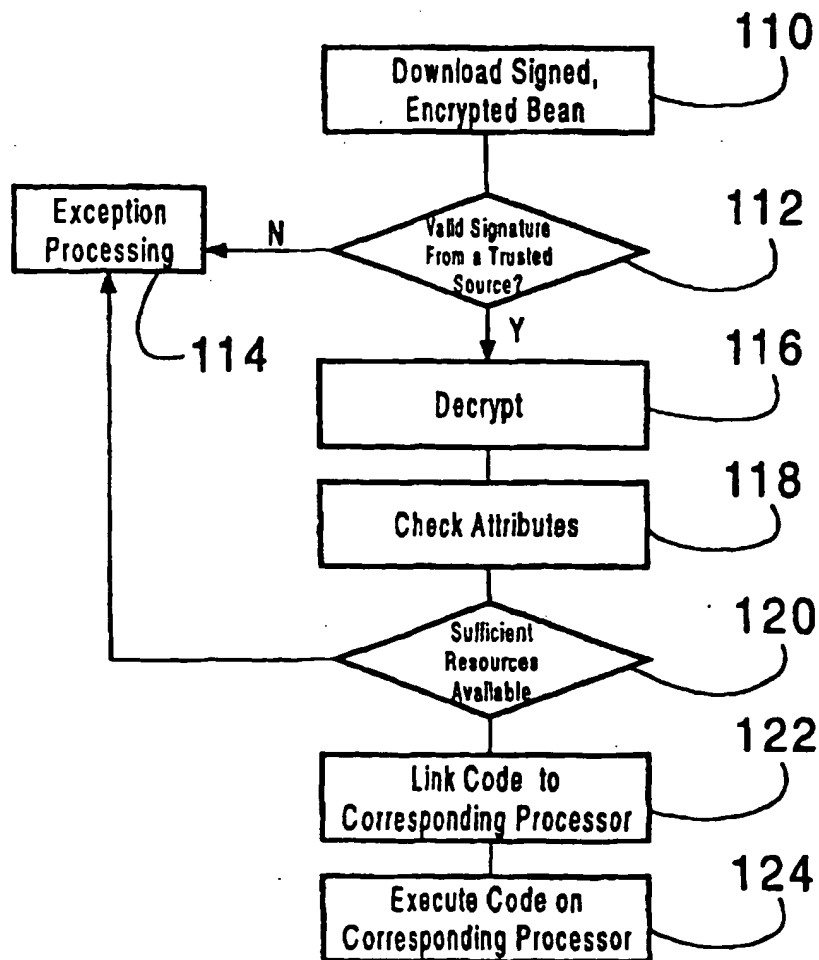 110
Download Signed,
Encrypted Bean
112
Valid Signature
From a Trusted
Source?
N
Exception
Processing
114
Y
116
Decrypt
118
Check Attributes
120
Sufficient
Resources
Available
122
Link Code to
Corresponding Processor
124
Execute Code on
Corresponding Processor